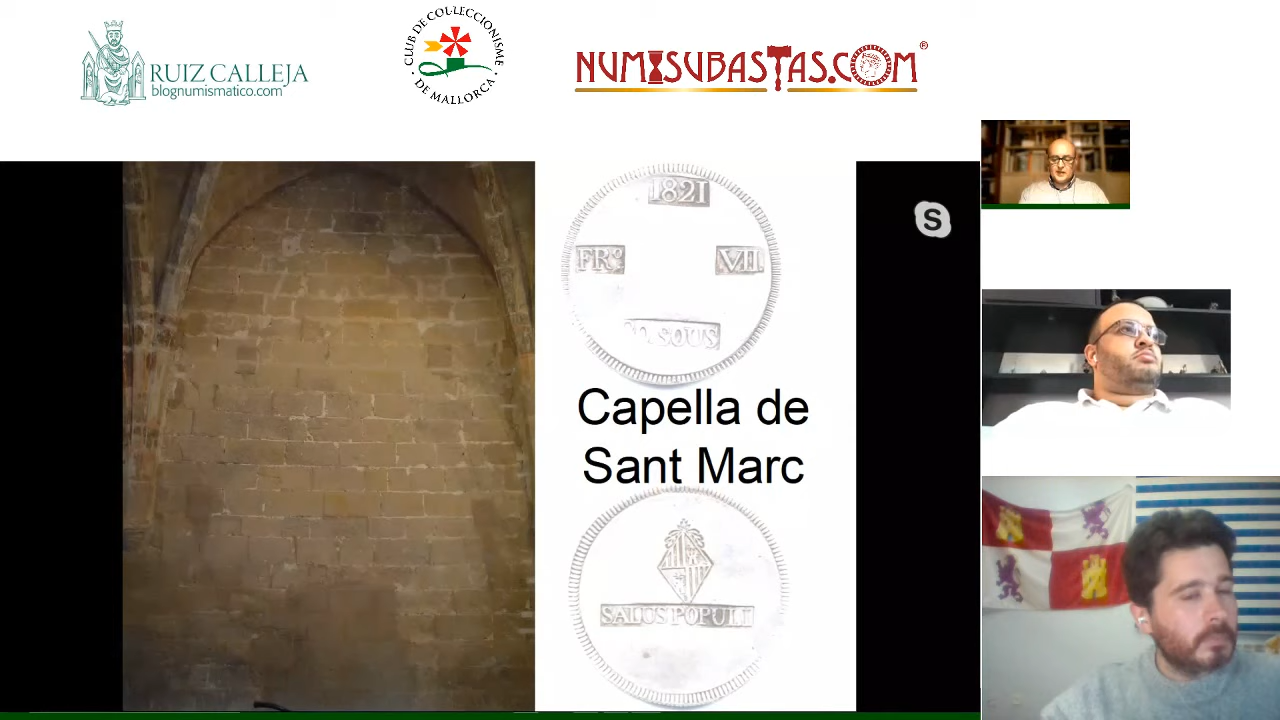 RUIZ CALLEJA
blognumismatico.com
CLUB DE COL·LECCIONISME
· DE MALLORCA ·
NUMISUBASTAS.COM®
1821
FRº
VII.
SOUS
Capella de
Sant Marc
SALUS POPULI
S